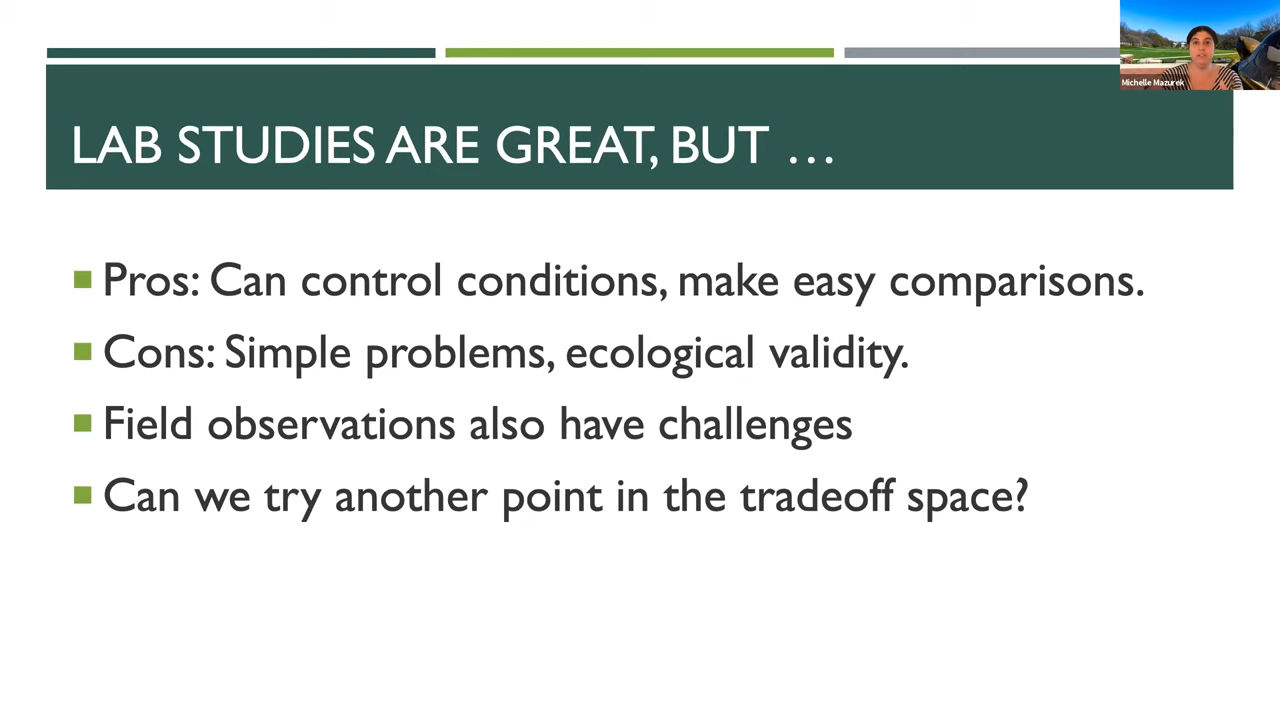 Michelle Mazurek
LAB STUDIES ARE GREAT, BUT …
Pros: Can control conditions, make easy comparisons.
Cons: Simple problems, ecological validity.
Field observations also have challenges
Can we try another point in the tradeoff space?